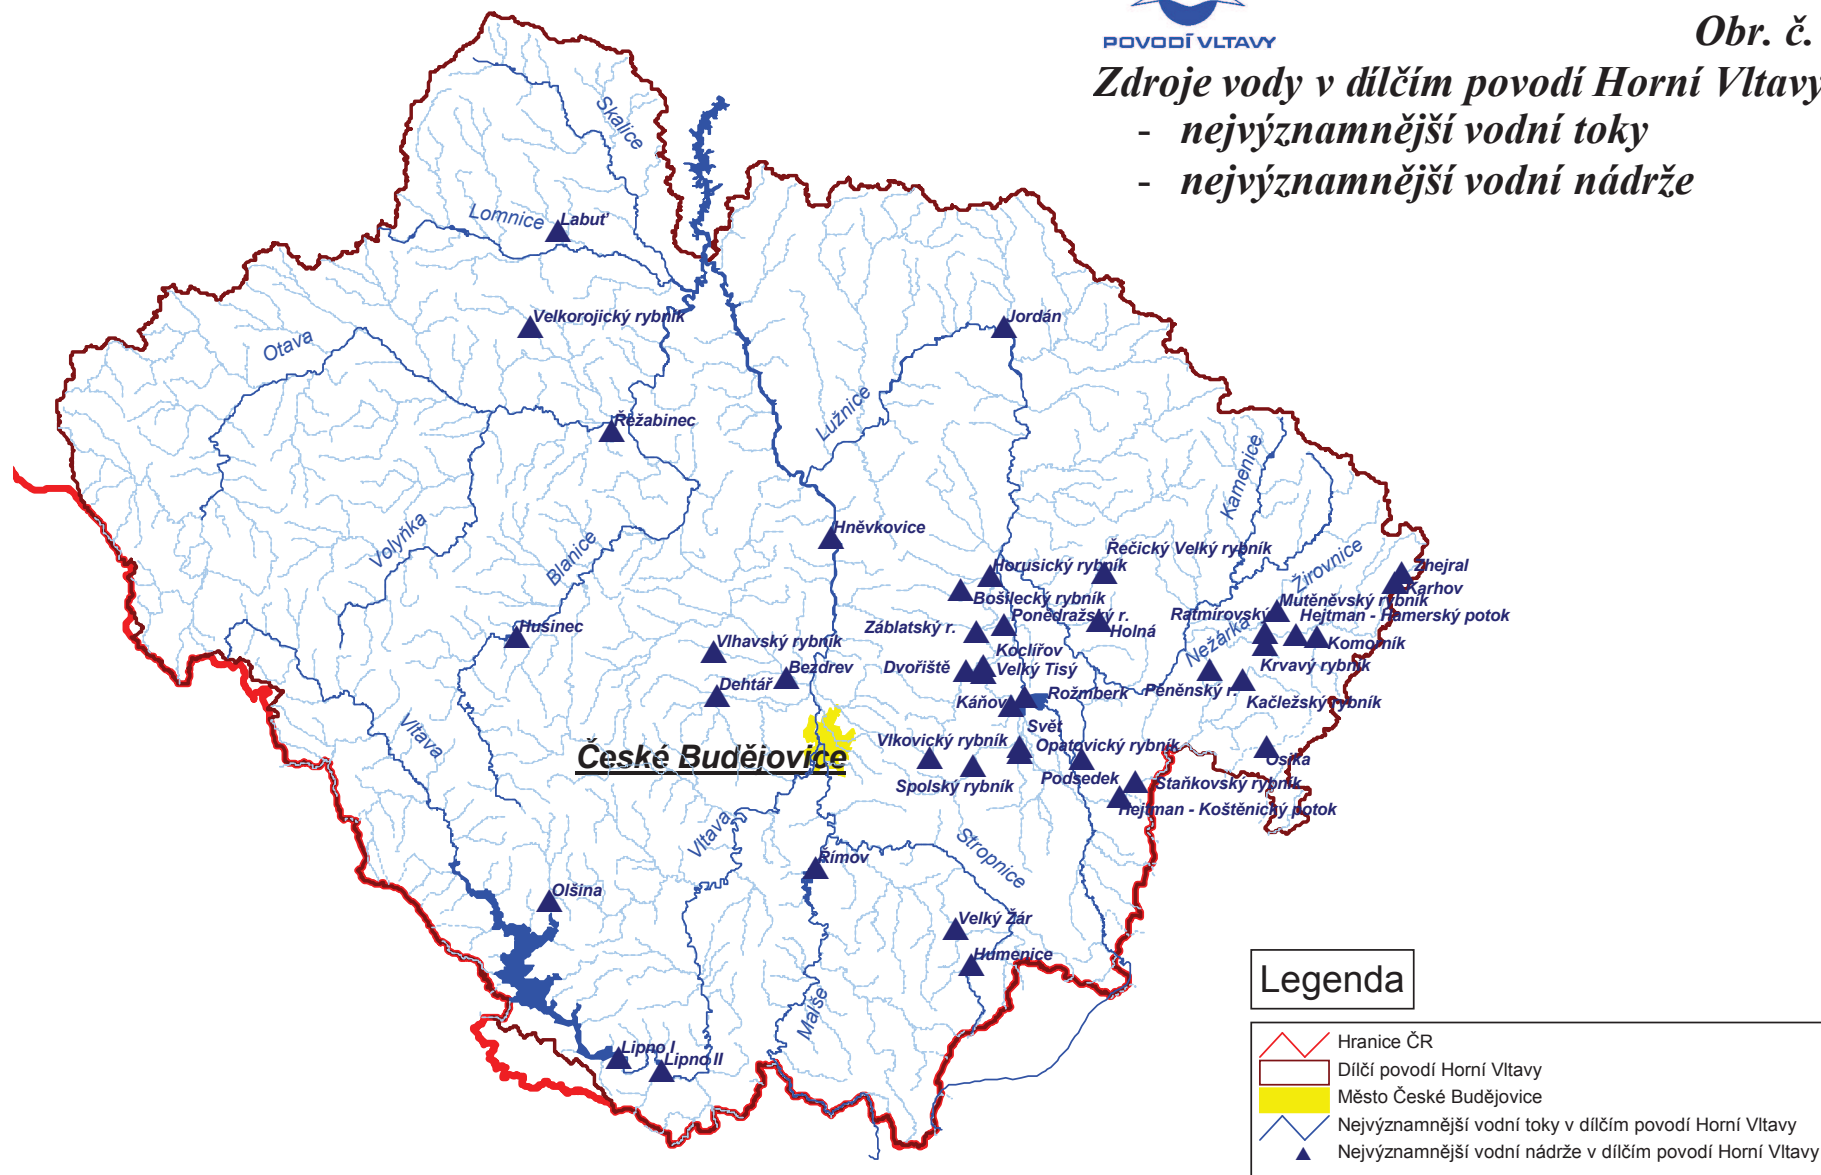 POVODÍ VLTAVY
Obr. č.
Zdroje vody v dílčím povodí Horní Vltavy
- nejvýznamnější vodní toky
- nejvýznamnější vodní nádrže
Skalice
Lomnice
Labuť
Velkorojický rybník
Jordán
Otava
Lužnice
Řežabinec
Kamenice
Volyňka
Blanice
Hněvkovice
Řečický Velký rybník
Horusický rybník
Žirovnice
Zhejral
Karhov
Bošilecký rybník
Mutěněvský rybník
Ponědražský r.
Ratmírovský
Hejtman - Hamerský potok
Hušinec
Záblatský r.
Holná
Nežárka
Komorník
Vlhavský rybník
Koclířov
Krvavý rybník
Bezdrev
Dvořiště
Velký Tisý
Dehtář
Rožmberk
Peněnský r.
Káňov
Kačležský rybník
Vltava
Svět
Vlkovický rybník
Opatovický rybník
České Budějovice
Osika
Podsedek
Spolský rybník
Staňkovský rybník
Hejtman - Koštěnický potok
Vltava
Stropnice
Římov
Olšina
Velký Žár
Humenice
Malše
Lipno I
Lipno II
Legenda
Hranice ČR
Dílčí povodí Horní Vltavy
Město České Budějovice
Nejvýznamnější vodní toky v dílčím povodí Horní Vltavy
Nejvýznamnější vodní nádrže v dílčím povodí Horní Vltavy